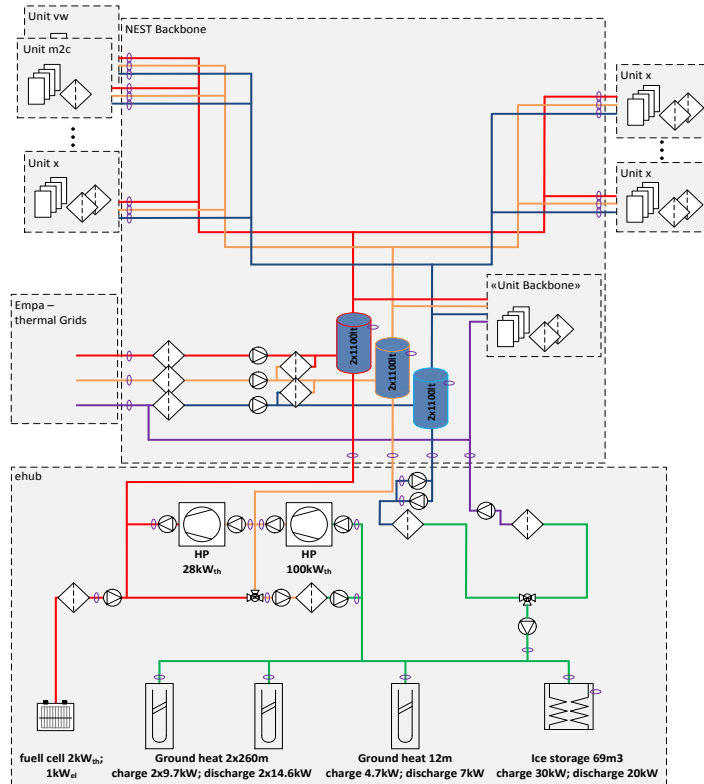 Unit vw
NEST Backbone
Unit m2c
Unit x
Unit x
Unit x
Empa –
thermal Grids
«Unit Backbone»
2x1100lt
2x1100lt
2x1100lt
ehub
HP
28kWth
HP
100kWth
fuell cell 2kWth;
1kWel
Ground heat 2x260m
charge 2x9.7kW; discharge 2x14.6kW
Ground heat 12m
charge 4.7kW; discharge 7kW
Ice storage 69m3
charge 30kW; discharge 20kW